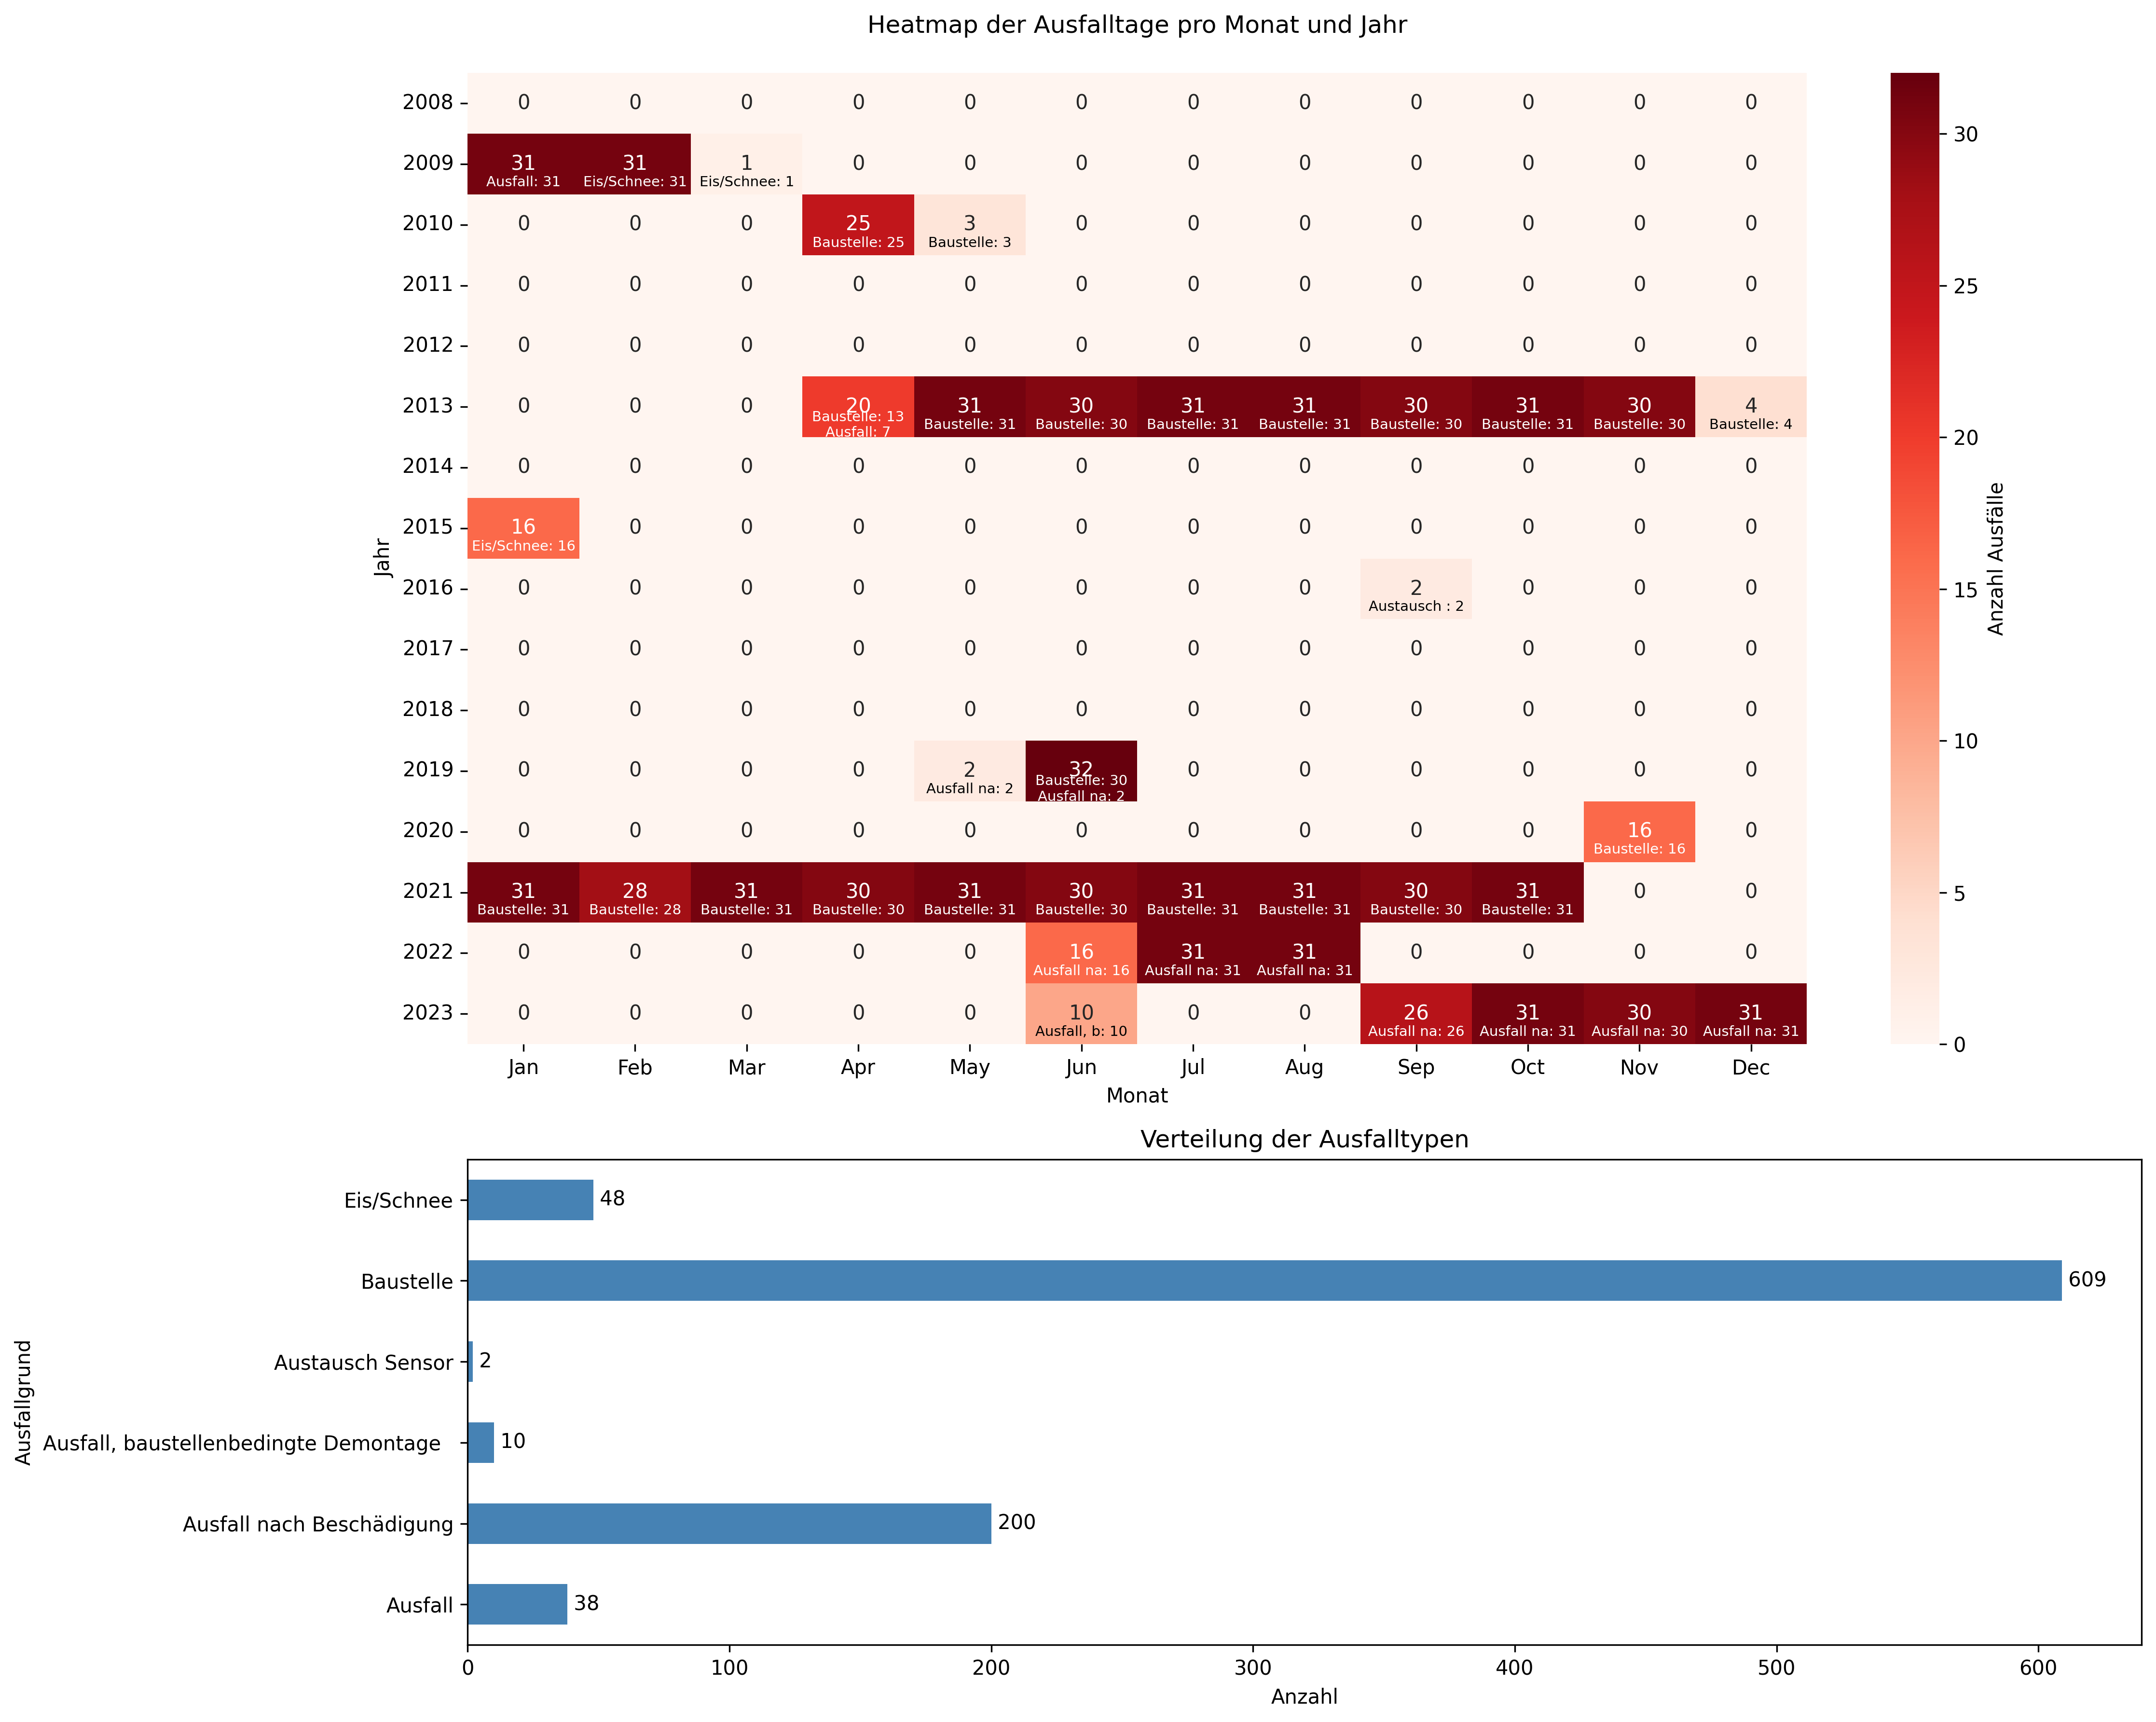 Heatmap der Ausfalltage pro Monat und Jahr
2008 0 0 0 0 0 0 0 0 0 0 0 0
2009 31 31 1 0 0 0 0 0 0 0 0 0
Ausfall: 31 Eis/Schnee: 31 Eis/Schnee: 1
2010 0 0 0 25 3 0 0 0 0 0 0 0
Baustelle: 25 Baustelle: 3
2011 0 0 0 0 0 0 0 0 0 0 0 0
2012 0 0 0 0 0 0 0 0 0 0 0 0
2013 0 0 0 20 31 30 31 31 30 31 30 4
Baustelle: 13 Baustelle: 31 Baustelle: 30 Baustelle: 31 Baustelle: 31 Baustelle: 30 Baustelle: 31 Baustelle: 30 Baustelle: 4
Ausfall: 7
2014 0 0 0 0 0 0 0 0 0 0 0 0
2015 16 0 0 0 0 0 0 0 0 0 0 0
Eis/Schnee: 16
2016 0 0 0 0 0 0 0 0 2 0 0 0
Austausch : 2
2017 0 0 0 0 0 0 0 0 0 0 0 0
2018 0 0 0 0 0 0 0 0 0 0 0 0
2019 0 0 0 0 2 32 0 0 0 0 0 0
Ausfall na: 2 Baustelle: 30
Ausfall na: 2
2020 0 0 0 0 0 0 0 0 0 0 16 0
Baustelle: 16
2021 31 28 31 30 31 30 31 31 30 31 0 0
Baustelle: 31 Baustelle: 28 Baustelle: 31 Baustelle: 30 Baustelle: 31 Baustelle: 30 Baustelle: 31 Baustelle: 31 Baustelle: 30 Baustelle: 31
2022 0 0 0 0 0 16 31 31 0 0 0 0
Ausfall na: 16 Ausfall na: 31 Ausfall na: 31
2023 0 0 0 0 0 10 0 0 26 31 30 31
Ausfall, b: 10 Ausfall na: 26 Ausfall na: 31 Ausfall na: 30 Ausfall na: 31
Jan Feb Mar Apr May Jun Jul Aug Sep Oct Nov Dec
Monat
Jahr
30
25
20
15
10
5
0
Anzahl Ausfälle
Verteilung der Ausfalltypen
Eis/Schnee 48
Baustelle 609
Austausch Sensor 2
Ausfall, baustellenbedingte Demontage 10
Ausfall nach Beschädigung 200
Ausfall 38
Ausfallgrund
0 100 200 300 400 500 600
Anzahl